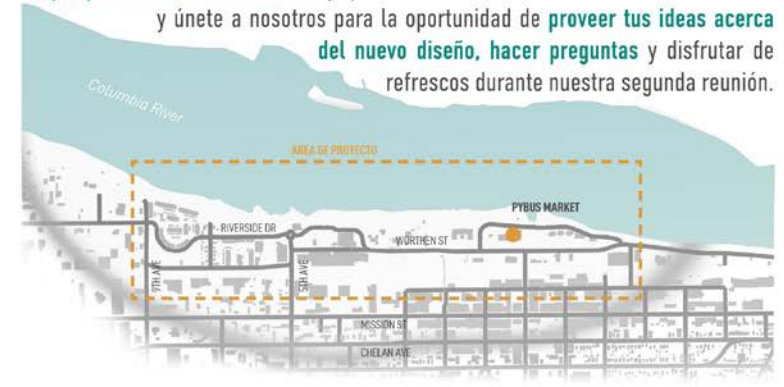 y únete a nosotros para la oportunidad de proveer tus ideas acerca
del nuevo diseño, hacer preguntas y disfrutar de
refrescos durante nuestra segunda reunión.
Columbia River
AREA DE PROYECTO
PYBUS MARKET
RIVERSIDE DR
WORTHEN ST
7TH AVE
5TH AVE
MISSION ST
CHELAN AVE